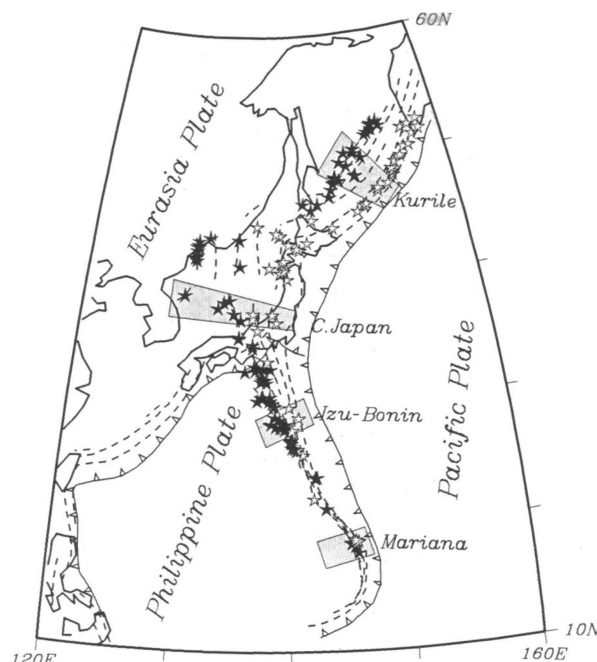 60N
Eurasia Plate
Kurile
C.Japan
Pacific Plate
Izu-Bonin
Philippine Plate
Mariana
10N
120E
160E